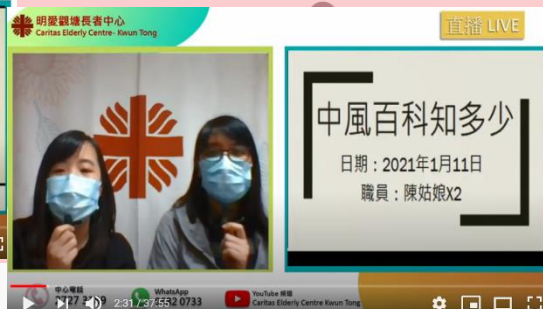 明愛觀塘長者中心
Caritas Elderly Centre- Kwun Tong
直播 LIVE
中風百科知多少
日期：2021年1月11日
職員：陳姑娘X2
中心電話
WhatsApp
0733
YouTube 頻道
Caritas Elderly Centre Kwun Tong
2:31 / 37:55